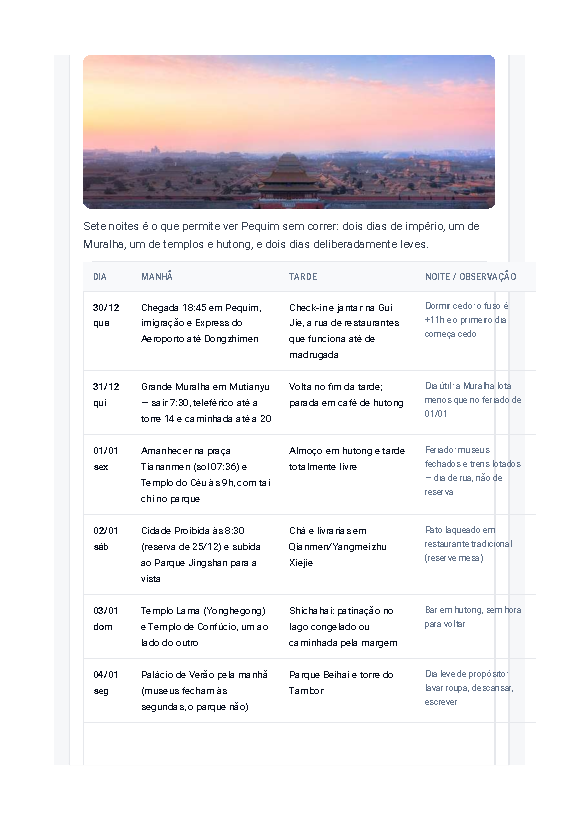 Sete noites é o que permite ver Pequim sem correr: dois dias de império, um de
Muralha, um de templos e hutong, e dois dias deliberadamente leves.
DIA MANHÃ TARDE NOITE / OBSERVAÇÃO
30/12
qua
Chegada 18:45 em Pequim,
imigração e Express do
Aeroporto até Dongzhimen
Check-in e jantar na Gui
Jie, a rua de restaurantes
que funciona até de
madrugada
Dormir cedo: o fuso é
+11h e o primeiro dia
começa cedo
31/12
qui
Grande Muralha em Mutianyu
— sair 7:30, teleférico até a
torre 14 e caminhada até a 20
Volta no fim da tarde;
parada em café de hutong
Dia útil: a Muralha lota
menos que no feriado de
01/01
01/01
sex
Amanhecer na praça
Tiananmen (sol 07:36) e
Templo do Céu às 9h, com tai
chi no parque
Almoço em hutong e tarde
totalmente livre
Feriado: museus
fechados e trens lotados
— dia de rua, não de
reserva
02/01
sáb
Cidade Proibida às 8:30
(reserva de 25/12) e subida
ao Parque Jingshan para a
vista
Chá e livrarias em
Qianmen/Yangmeizhu
Xiejie
Pato laqueado em
restaurante tradicional
(reserve mesa)
03/01
dom
Templo Lama (Yonghegong)
e Templo de Confúcio, um ao
lado do outro
Shichahai: patinação no
lago congelado ou
caminhada pela margem
Bar em hutong, sem hora
para voltar
04/01
seg
Palácio de Verão pela manhã
(museus fecham às
segundas, o parque não)
Parque Beihai e torre do
Tambor
Dia leve de propósito:
lavar roupa, descansar,
escrever